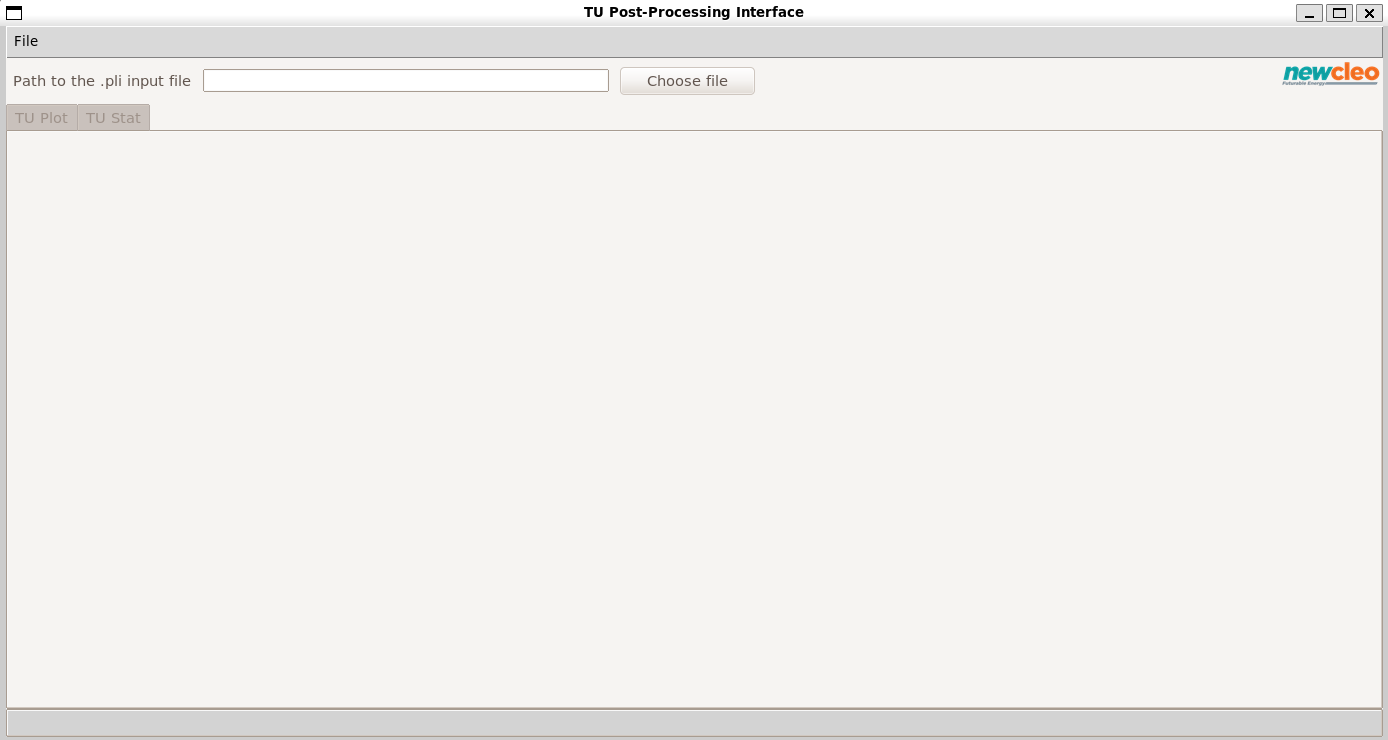 TU Post-Processing Interface
File
Path to the .pli input file
Choose file
newcleo
Futurable Energy
TU Plot
TU Stat